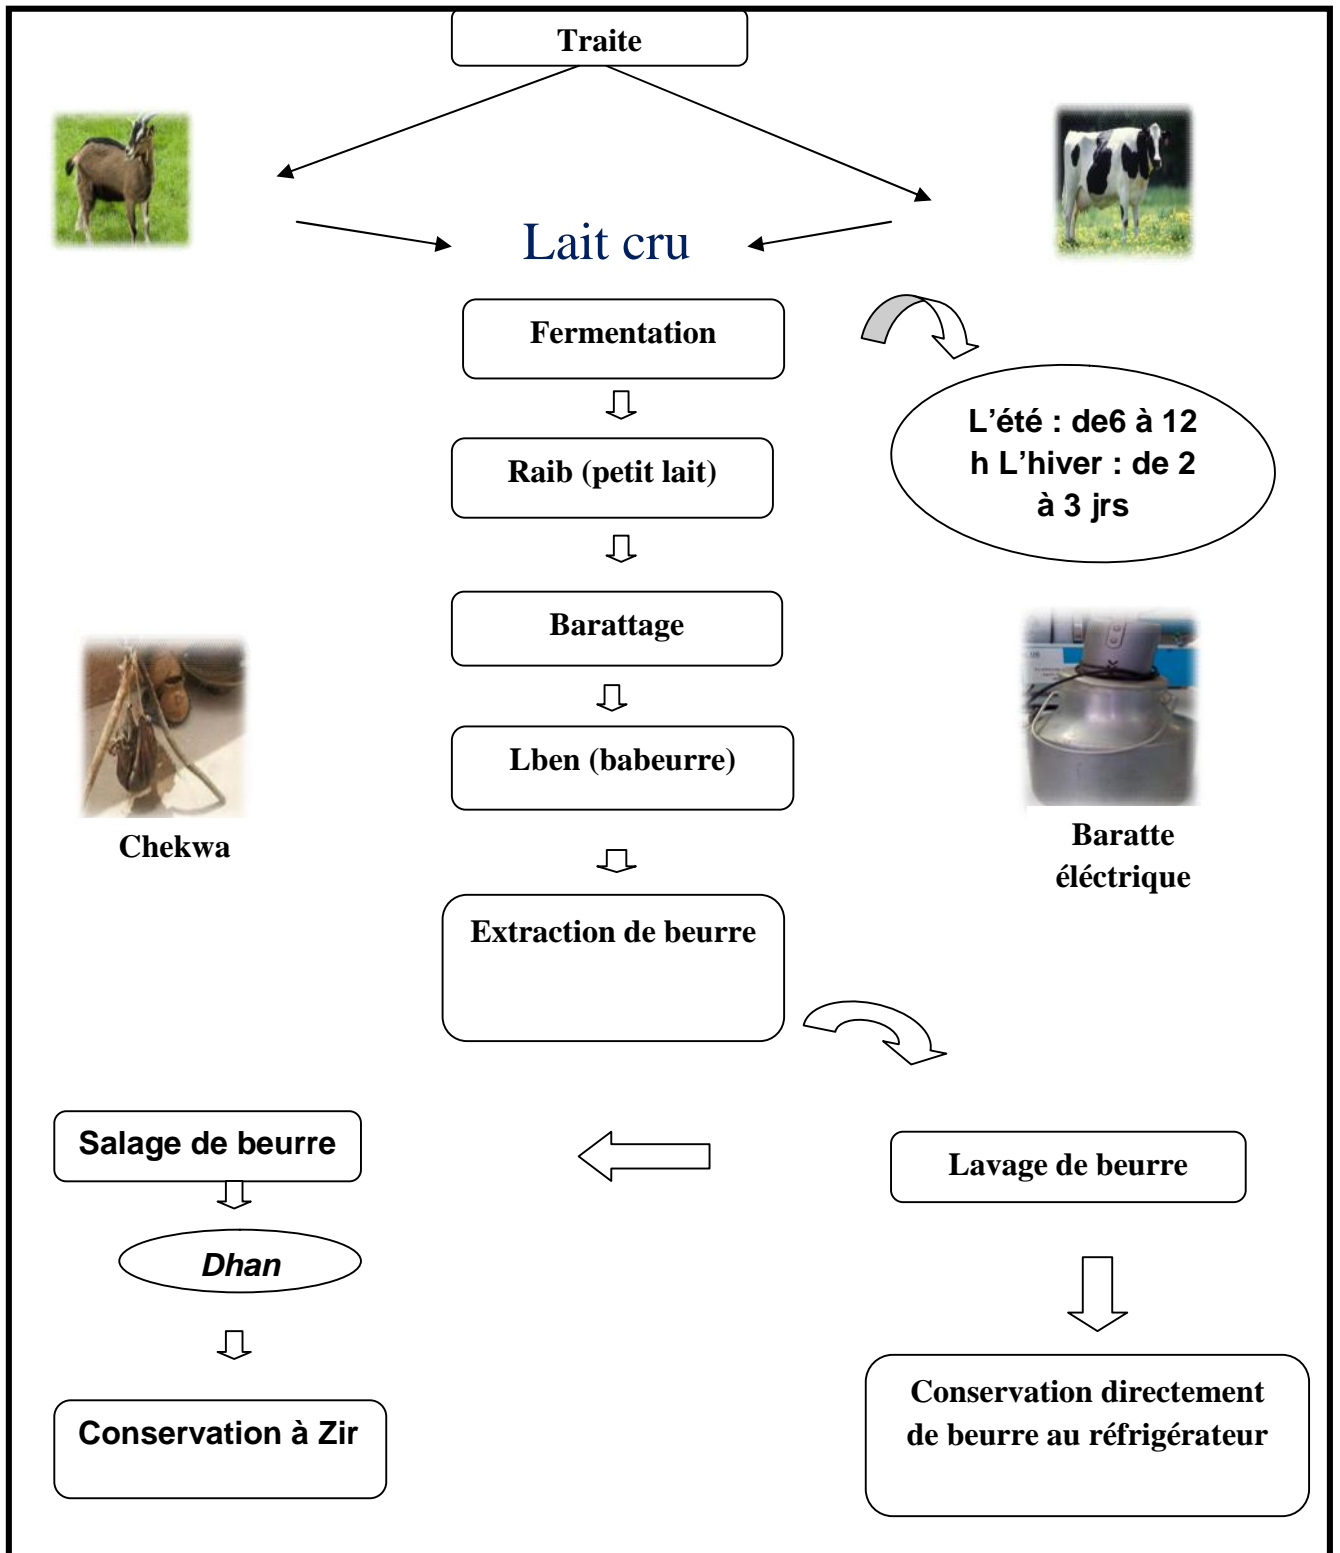 Traite
Lait cru
Fermentation
L'été : de6 à 12
h L'hiver : de 2
à 3 jrs
Raib (petit lait)
Barattage
Lben (babeurre)
Chekwa
Baratte
éléctrique
Extraction de beurre
Salage de beurre
Lavage de beurre
Dhan
Conservation à Zir
Conservation directement
de beurre au réfrigérateur